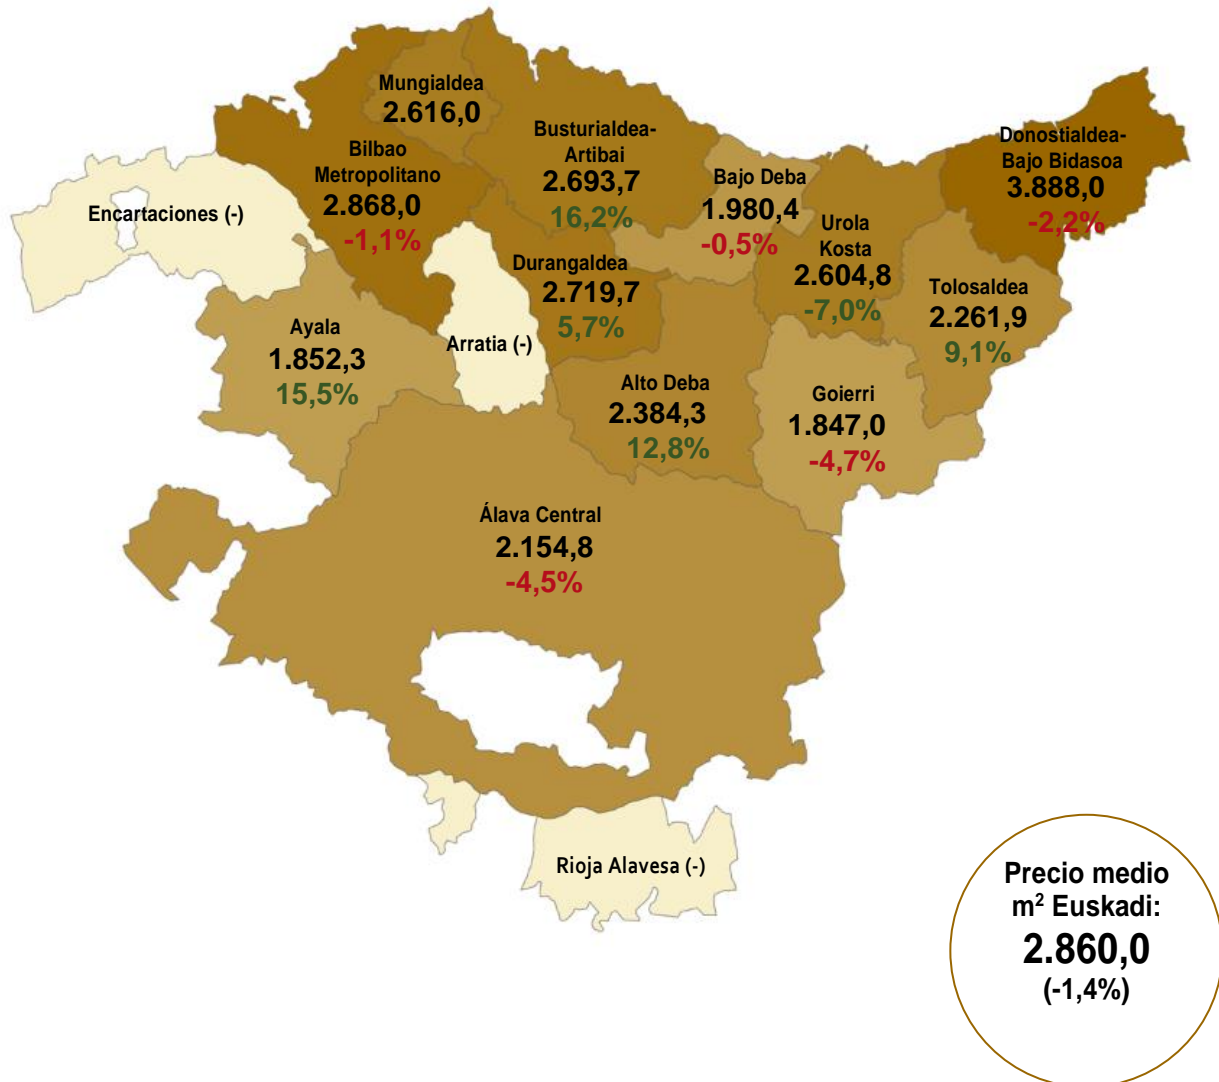 Mungialdea
2.616,0
Busturialdea-
Artibai
2.693,7
16,2%
Donostialdea-
Bajo Bidasoa
3.888,0
-2,2%
Bilbao
Metropolitano
2.868,0
-1,1%
Bajo Deba
1.980,4
-0,5%
Encartaciones (-)
Urola
Kosta
2.604,8
-7,0%
Durangaldea
2.719,7
5,7%
Tolosaldea
2.261,9
9,1%
Ayala
1.852,3
15,5%
Arratia (-)
Alto Deba
2.384,3
12,8%
Goierri
1.847,0
-4,7%
Álava Central
2.154,8
-4,5%
Rioja Alavesa (-)
Precio medio
m² Euskadi:
2.860,0
(-1,4%)